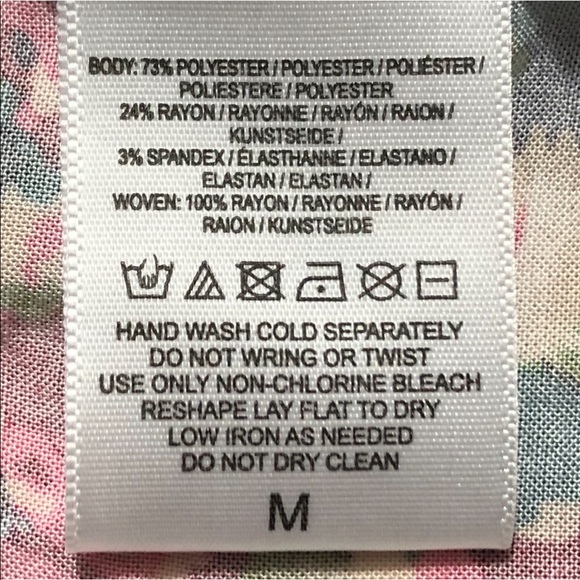 BODY: 73% POLYESTER / POLYESTER / POLIÉSTER /
POLIESTERE / POLYESTER
24% RAYON / RAYONNE / RAYÓN / RAION /
KUNSTSEIDE /
3% SPANDEX / ÉLASTHANNE / ELASTANO /
ELASTAN / ELASTAN /
WOVEN: 100% RAYON / RAYONNE / RAYÓN /
RAION / KUNSTSEIDE
HAND WASH COLD SEPARATELY
DO NOT WRING OR TWIST
USE ONLY NON-CHLORINE BLEACH
RESHAPE LAY FLAT TO DRY
LOW IRON AS NEEDED
DO NOT DRY CLEAN
M